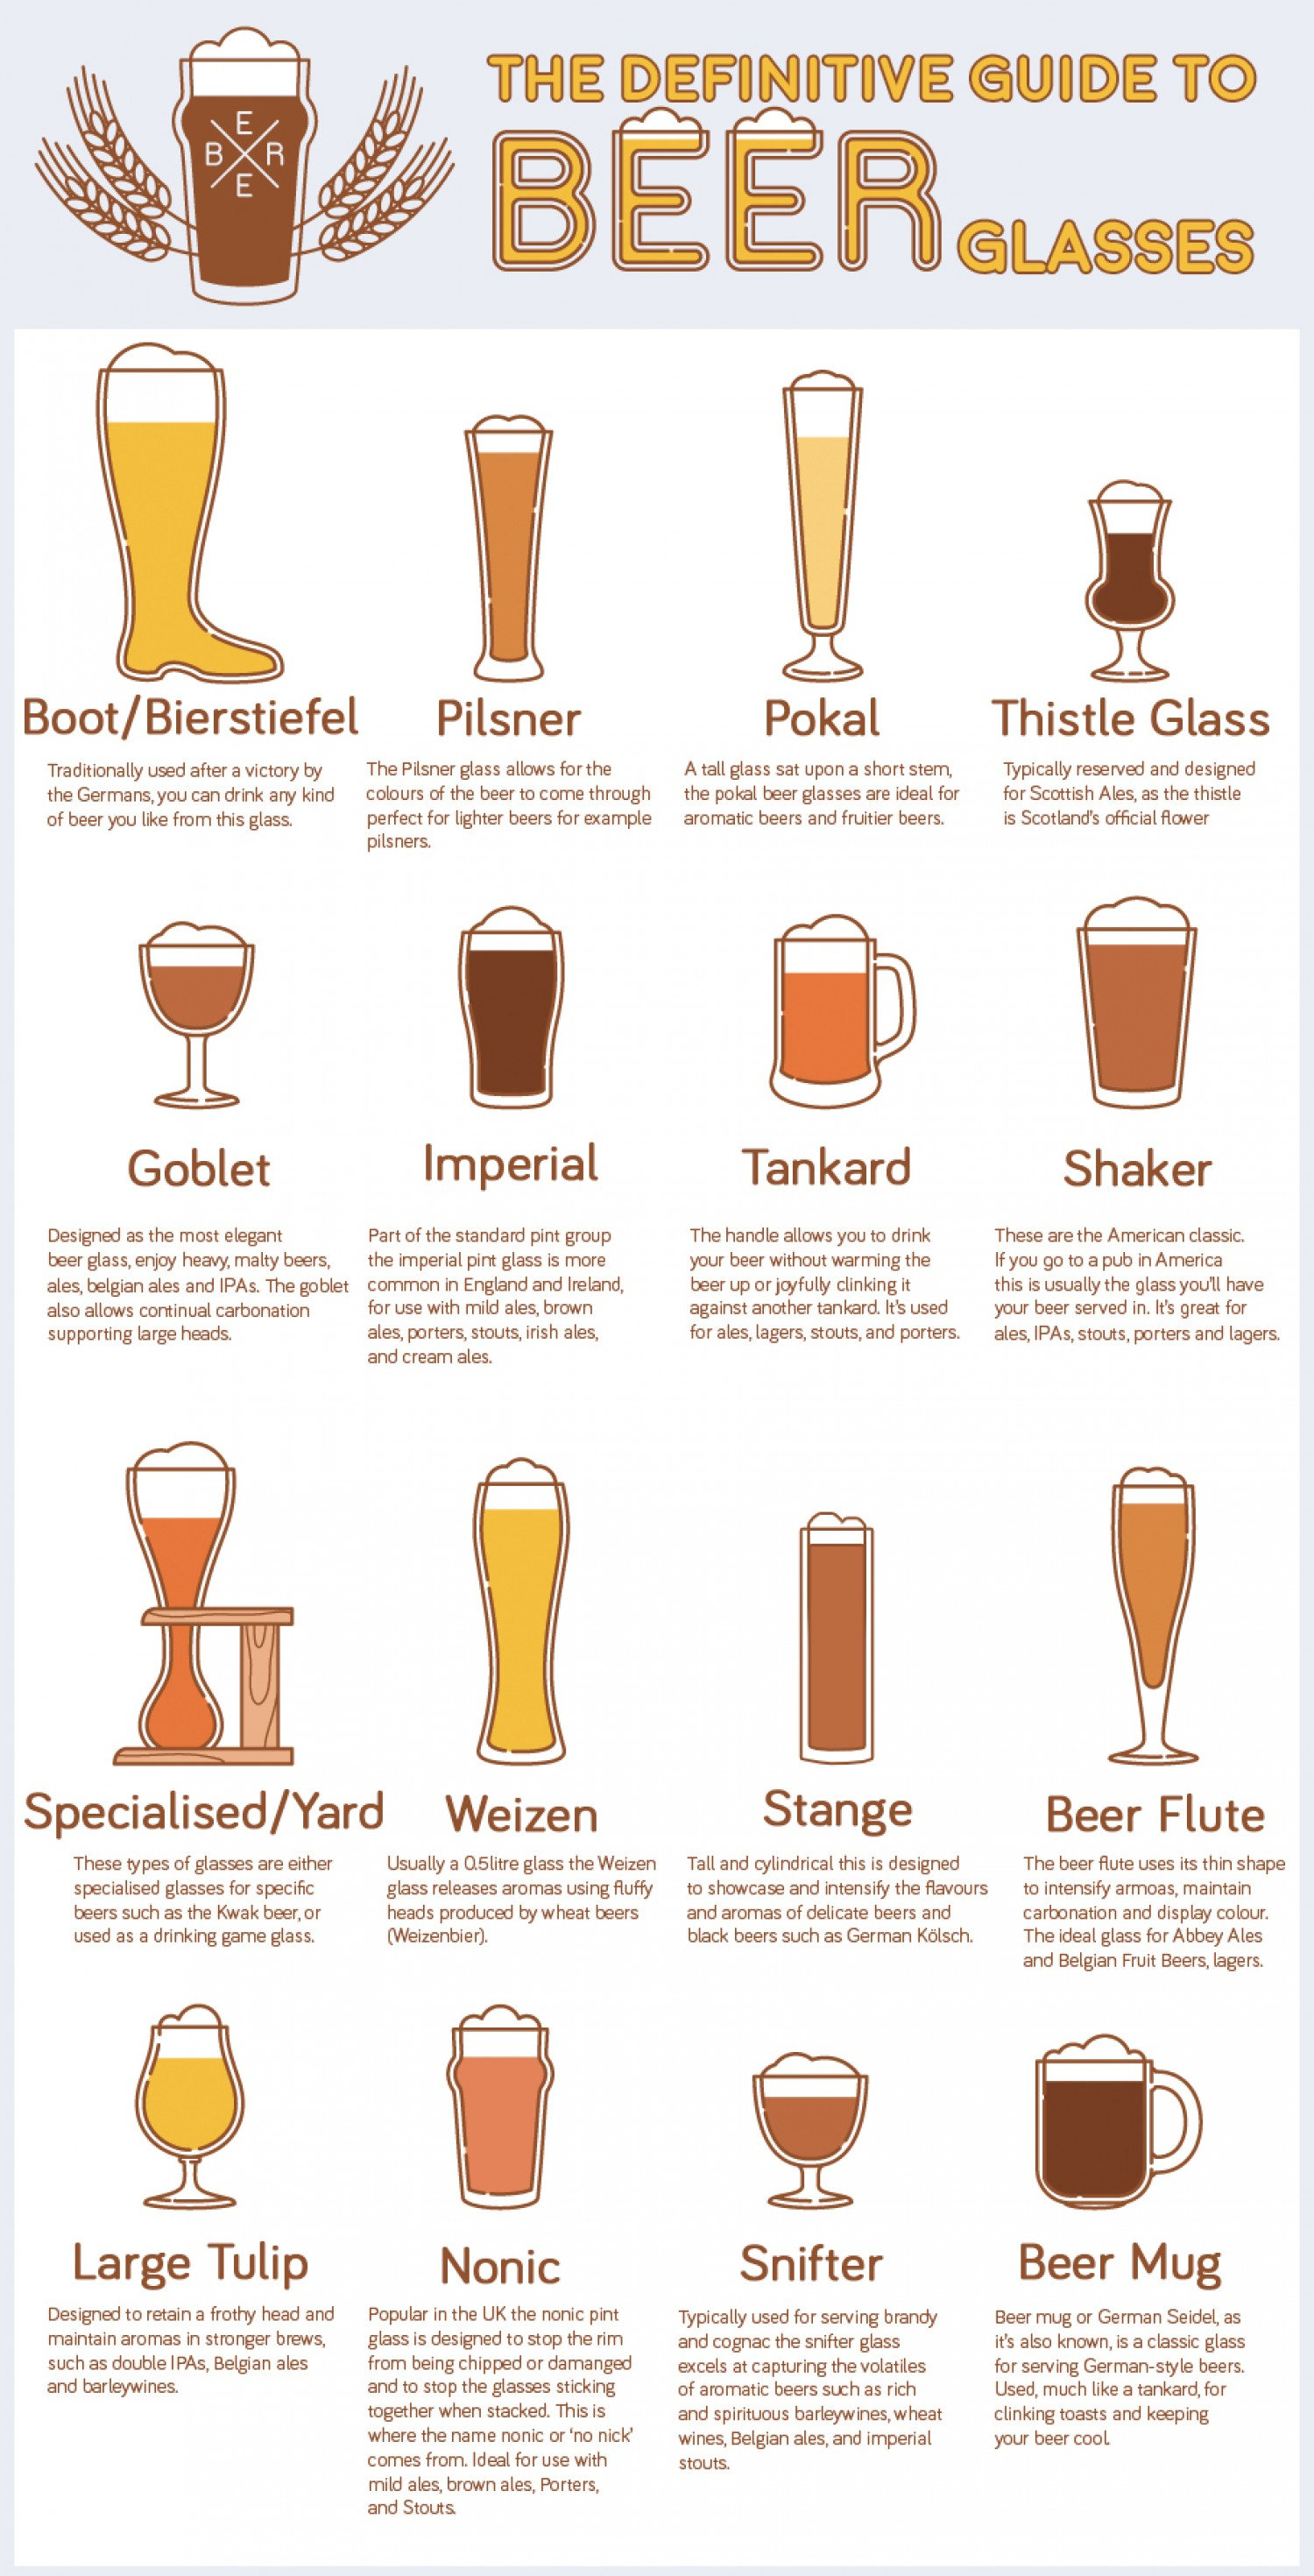 E
B R
E
THE DEFINITIVE GUIDE TO
BEER GLASSES
Boot/Bierstiefel
Traditionally used after a victory by
the Germans, you can drink any kind
of beer you like from this glass.
Pilsner
The Pilsner glass allows for the
colours of the beer to come through
perfect for lighter beers for example
pilsners.
Pokal
A tall glass sat upon a short stem,
the pokal beer glasses are ideal for
aromatic beers and fruitier beers.
Thistle Glass
Typically reserved and designed
for Scottish Ales, as the thistle
is Scotland's official flower
Goblet
Designed as the most elegant
beer glass, enjoy heavy, malty beers,
ales, belgian ales and IPAs. The goblet
also allows continual carbonation
supporting large heads.
Imperial
Part of the standard pint group
the imperial pint glass is more
common in England and Ireland,
for use with mild ales, brown
ales, porters, stouts, irish ales,
and cream ales.
Tankard
The handle allows you to drink
your beer without warming the
beer up or joyfully clinking it
against another tankard. It's used
for ales, lagers, stouts, and porters.
Shaker
These are the American classic.
If you go to a pub in America
this is usually the glass you'll have
your beer served in. It's great for
ales, IPAs, stouts, porters and lagers.
Specialised/Yard
These types of glasses are either
specialised glasses for specific
beers such as the Kwak beer, or
used as a drinking game glass.
Weizen
Usually a 0.5litre glass the Weizen
glass releases aromas using fluffy
heads produced by wheat beers
(Weizenbier).
Stange
Tall and cylindrical this is designed
to showcase and intensify the flavours
and aromas of delicate beers and
black beers such as German Kölsch.
Beer Flute
The beer flute uses its thin shape
to intensify armoas, maintain
carbonation and display colour.
The ideal glass for Abbey Ales
and Belgian Fruit Beers, lagers.
Large Tulip
Designed to retain a frothy head and
maintain aromas in stronger brews,
such as double IPAs, Belgian ales
and barleywines.
Nonic
Popular in the UK the nonic pint
glass is designed to stop the rim
from being chipped or damanged
and to stop the glasses sticking
together when stacked. This is
where the name nonic or 'no nick'
comes from. Ideal for use with
mild ales, brown ales, Porters,
and Stouts.
Snifter
Typically used for serving brandy
and cognac the snifter glass
excels at capturing the volatiles
of aromatic beers such as rich
and spirituous barleywines, wheat
wines, Belgian ales, and imperial
stouts.
Beer Mug
Beer mug or German Seidel, as
it's also known, is a classic glass
for serving German-style beers.
Used, much like a tankard, for
clinking toasts and keeping
your beer cool.